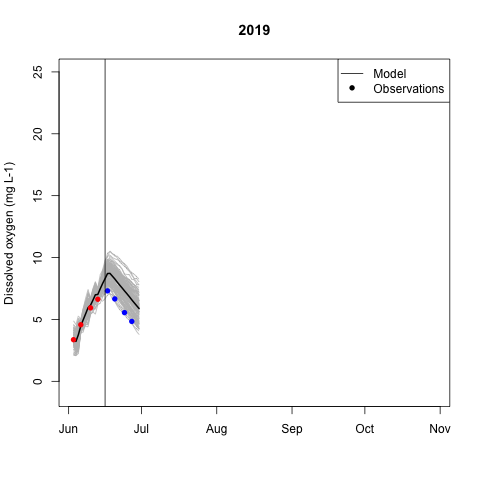 2019
Model
Observations
Dissolved oxygen (mg L-1)
25
20
15
10
5
0
Jun Jul Aug Sep Oct Nov